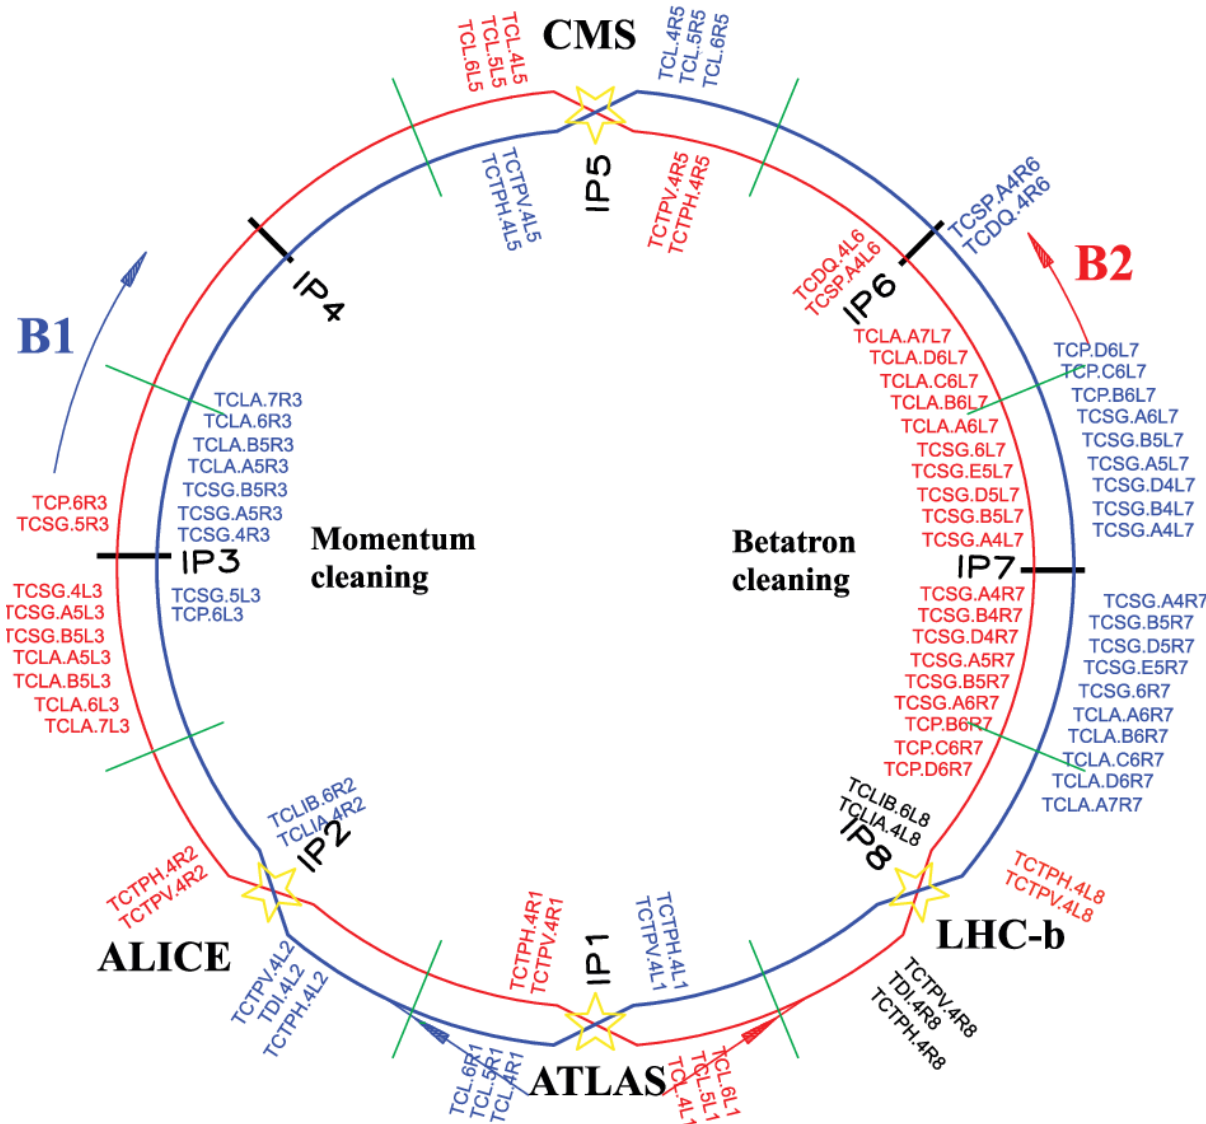 CMS
TCL.4L5
TCL.5L5
TCL.6L5
TCL.4R5
TCL.5R5
TCL.6R5
TCTPV.4L5
TCTPH.4L5
IP5
TCTPV.4R5
TCTPH.4R5
TCSP.A4R6
TCDQ.4R6
TCDQ.4L6
TCSP.A4L6
IP6
B2
IP4
B1
TCLA.A7L7
TCLA.D6L7
TCLA.C6L7
TCLA.B6L7
TCLA.A6L7
TCSG.6L7
TCSG.E5L7
TCSG.D5L7
TCSG.B5L7
TCSG.A4L7
TCP.D6L7
TCP.C6L7
TCP.B6L7
TCSG.A6L7
TCSG.B5L7
TCSG.A5L7
TCSG.D4L7
TCSG.B4L7
TCSG.A4L7
TCLA.7R3
TCLA.6R3
TCLA.B5R3
TCLA.A5R3
TCSG.B5R3
TCSG.A5R3
TCSG.4R3
TCP.6R3
TCSG.5R3
IP3
Momentum
cleaning
Betatron
cleaning
IP7
TCSG.4L3
TCSG.A5L3
TCSG.B5L3
TCLA.A5L3
TCLA.B5L3
TCLA.6L3
TCLA.7L3
TCSG.5L3
TCP.6L3
TCSG.A4R7
TCSG.B4R7
TCSG.D4R7
TCSG.A5R7
TCSG.B5R7
TCSG.A6R7
TCP.B6R7
TCP.C6R7
TCP.D6R7
TCSG.A4R7
TCSG.B5R7
TCSG.D5R7
TCSG.E5R7
TCSG.6R7
TCLA.A6R7
TCLA.B6R7
TCLA.C6R7
TCLA.D6R7
TCLA.A7R7
TCLIB.6R2
TCLIA.4R2
IP2
TCLIB.6L8
TCLIA.4L8
IP8
TCTPH.4R2
TCTPV.4R2
ALICE
TCTPH.4L8
TCTPV.4L8
LHC-b
TCTPV.4L2
TDI.4L2
TCTPH.4L2
TCTPH.4R1
TCTPV.4R1
IP1
TCTPH.4L1
TCTPV.4L1
TCTPV.4R8
TDI.4R8
TCTPH.4R8
TCL.6R1
TCL.5R1
TCL.4R1
ATLAS
TCL.6L1
TCL.5L1
TCL.4L1